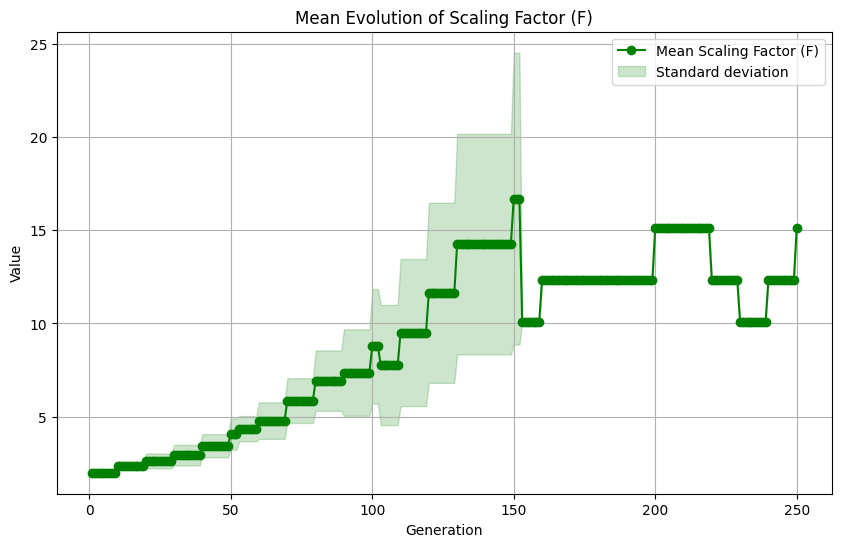 Mean Evolution of Scaling Factor (F)
Mean Scaling Factor (F)
Standard deviation
Value
25
20
15
10
5
0
50
100
150
200
250
Generation